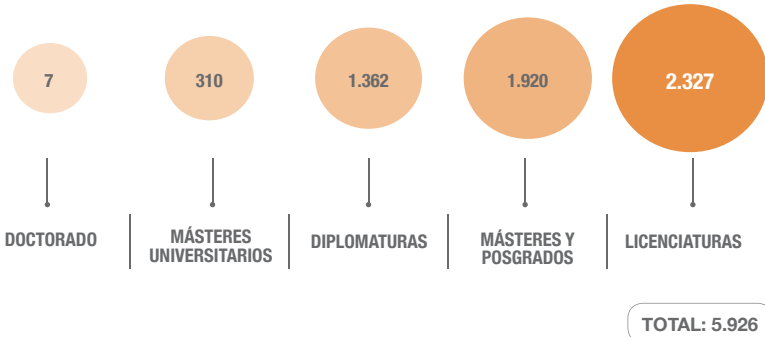 7
310
1.362
1.920
2.327
DOCTORADO
MÁSTERES
UNIVERSITARIOS
DIPLOMATURAS
MÁSTERES Y
POSGRADOS
LICENCIATURAS
TOTAL: 5.926